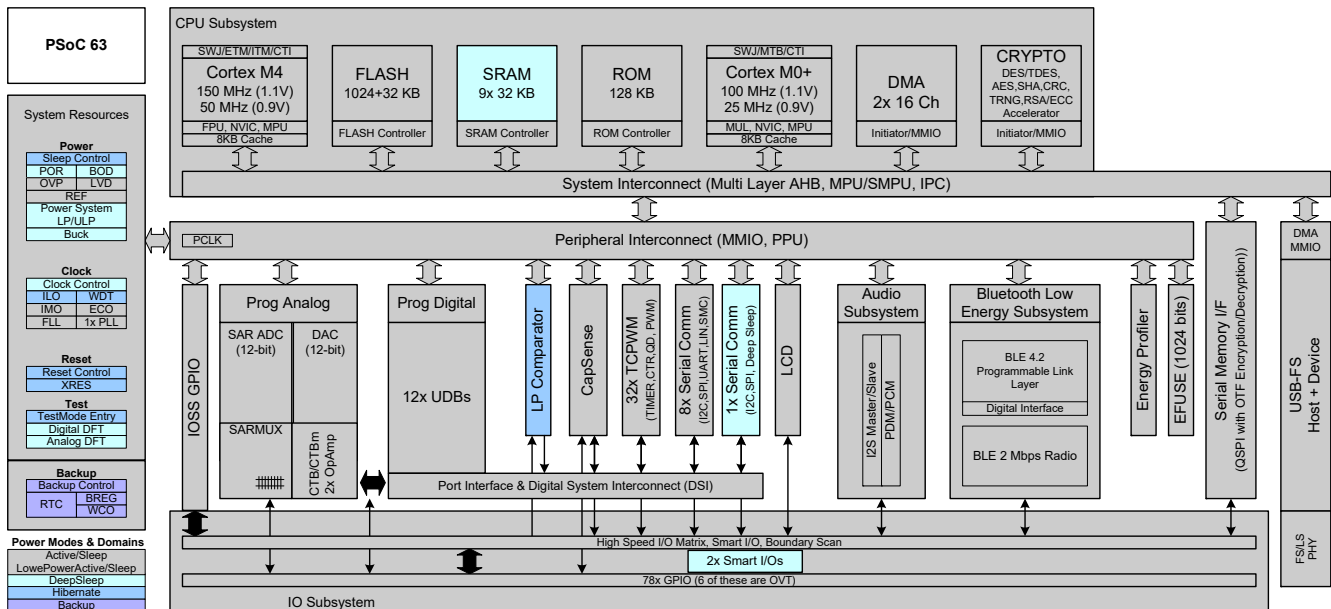 PSoC 63
CPU Subsystem
SWJ/ETM/ITM/CTI
Cortex M4
150 MHz (1.1V)
50 MHz (0.9V)
FPU, NVIC, MPU
8KB Cache
FLASH
1024+32 KB
FLASH Controller
SRAM
9x 32 KB
SRAM Controller
ROM
128 KB
ROM Controller
SWJ/MTB/CTI
Cortex M0+
100 MHz (1.1V)
25 MHz (0.9V)
MUL, NVIC, MPU
8KB Cache
DMA
2x 16 Ch
Initiator/MMIO
CRYPTO
DES/TDES,
AES,SHA,CRC,
TRNG,RSA/ECC
Accelerator
Initiator/MMIO
System Interconnect (Multi Layer AHB, MPU/SMPU, IPC)
PCLK
Peripheral Interconnect (MMIO, PPU)
System Resources
Power
Sleep Control
POR
BOD
OVP
LVD
REF
Power System
LP/ULP
Buck
Clock
Clock Control
ILO
WDT
IMO
ECO
FLL
1x PLL
Reset
Reset Control
XRES
Test
TestMode Entry
Digital DFT
Analog DFT
Backup
Backup Control
RTC
BREG
WCO
Power Modes & Domains
Active/Sleep
LowePowerActive/Sleep
DeepSleep
Hibernate
Backup
IOSS GPIO
Prog Analog
SAR ADC
(12-bit)
DAC
(12-bit)
SARMUX
CTB/CTBm
2x OpAmp
Prog Digital
12x UDBs
LP Comparator
CapSense
32x TCPWM
(TIMER,CTR,QD, PWM)
8x Serial Comm
(I2C,SPI,UART,LIN,SMC)
1x Serial Comm
(I2C,SPI, Deep Sleep)
LCD
Port Interface & Digital System Interconnect (DSI)
Audio
Subsystem
I2S Master/Slave
PDM/PCM
Bluetooth Low
Energy Subsystem
BLE 4.2
Programmable Link
Layer
Digital Interface
BLE 2 Mbps Radio
Energy Profiler
EFUSE (1024 bits)
Serial Memory I/F
(QSPI with OTF Encryption/Decryption))
DMA
MMIO
USB-FS
Host + Device
FS/LS
PHY
High Speed I/O Matrix, Smart I/O, Boundary Scan
2x Smart I/Os
78x GPIO (6 of these are OVT)
IO Subsystem